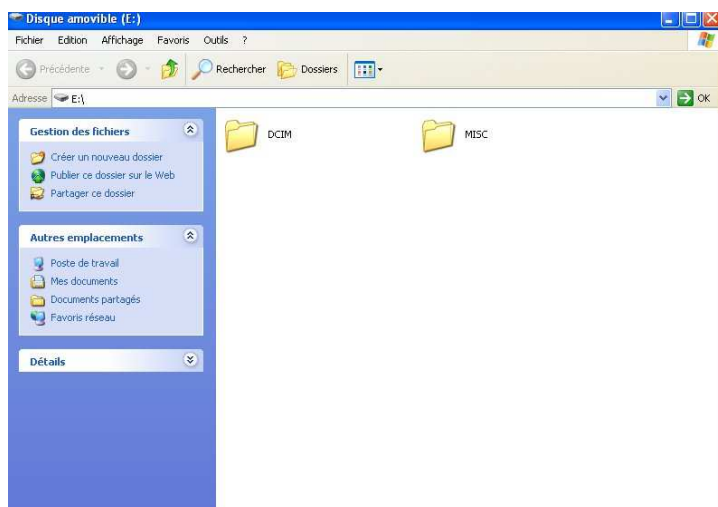 Disque amovible (E:)
Fichier Edition Affichage Favoris Outils ?
Précédente Rechercher Dossiers
Adresse E:\ OK
Gestion des fichiers
Créer un nouveau dossier
Publier ce dossier sur le Web
Partager ce dossier
Autres emplacements
Poste de travail
Mes documents
Documents partagés
Favoris réseau
Détails
DCIM
MISC